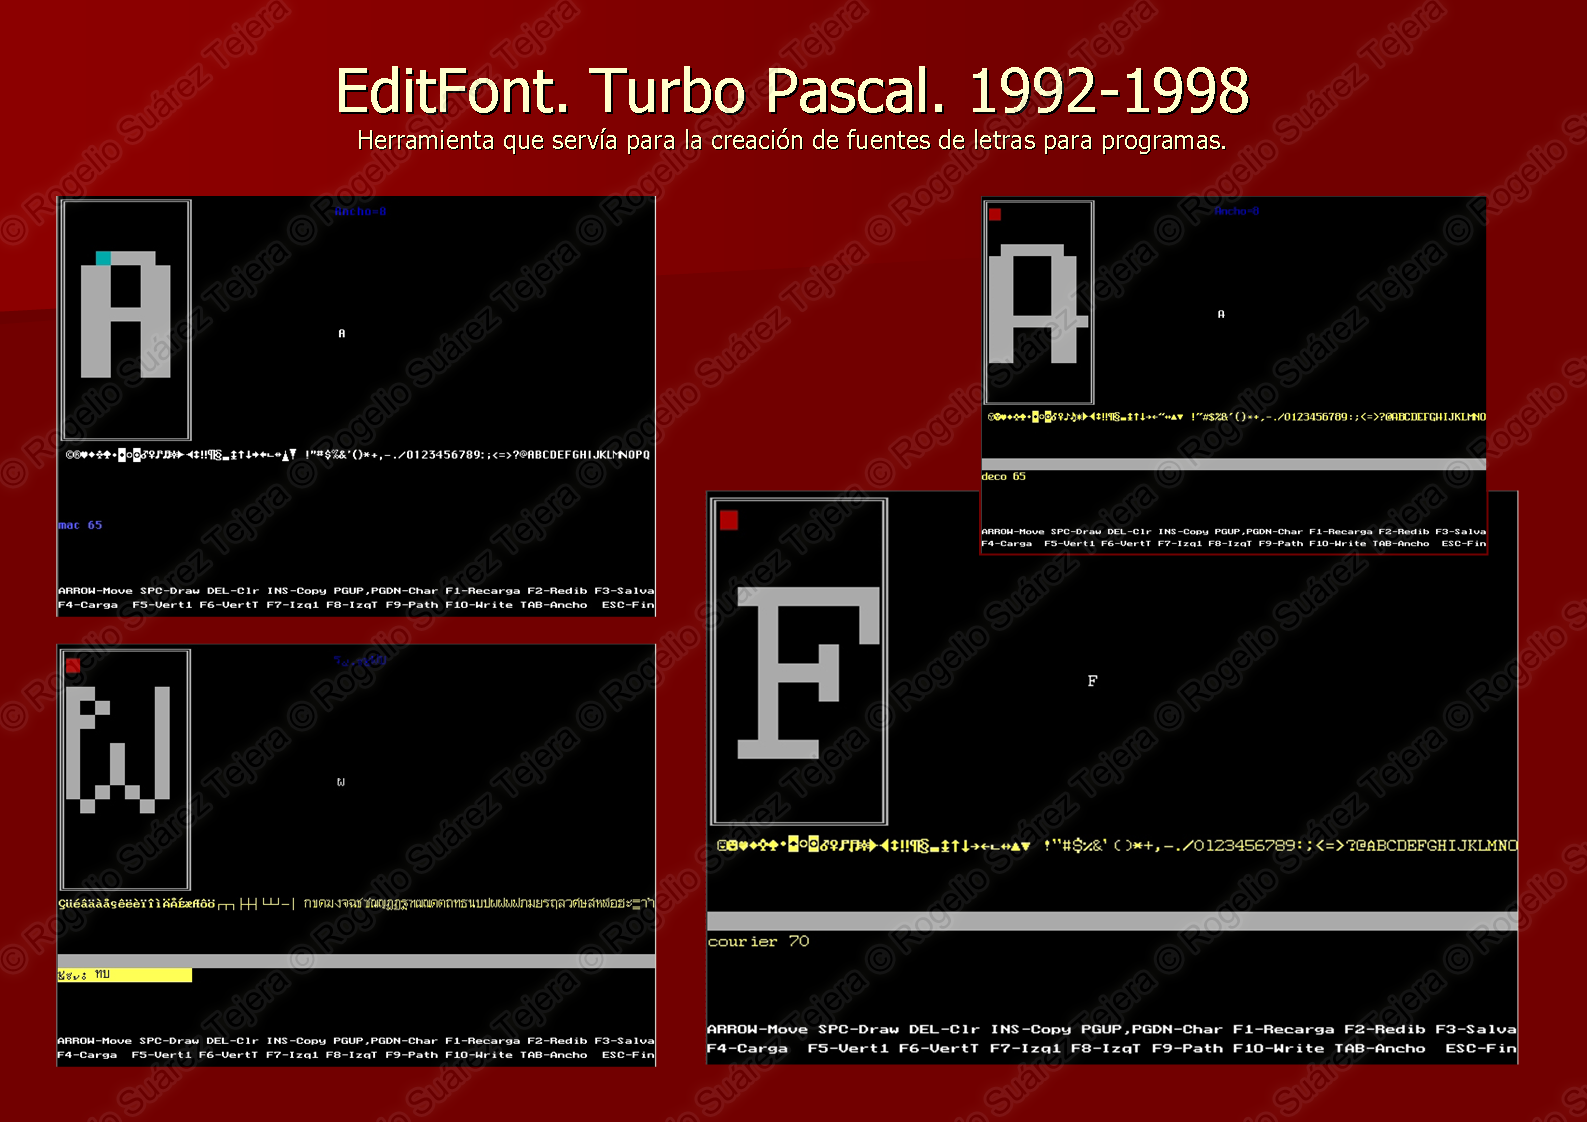 EditFont. Turbo Pascal. 1992-1998
Herramienta que servía para la creación de fuentes de letras para programas.
Ancho=8
A
A
!"#$%&'()*+,-./0123456789:;<=>?@ABCDEFGHIJKLMNOPQ
mac 65
ARROW-Move SPC-Draw DEL-Clr INS-Copy PGUP,PGDN-Char F1-Recarga F2-Redib F3-Salva
F4-Carga F5-Vert1 F6-VertT F7-Izq1 F8-IzqT F9-Path F10-Write TAB-Ancho ESC-Fin
Ancho=8
A
A
!"#$%&'()*+,-./0123456789:;<=>?@ABCDEFGHIJKLMNO
deco 65
ARROW-Move SPC-Draw DEL-Clr INS-Copy PGUP,PGDN-Char F1-Recarga F2-Redib F3-Salva
F4-Carga F5-Vert1 F6-VertT F7-Izq1 F8-IzqT F9-Path F10-Write TAB-Ancho ESC-Fin
ผ
ผ
ÇüéâäàåçêëèïîìÄÅÉæÆôö
ARROW-Move SPC-Draw DEL-Clr INS-Copy PGUP,PGDN-Char F1-Recarga F2-Redib F3-Salva
F4-Carga F5-Vert1 F6-VertT F7-Izq1 F8-IzqT F9-Path F10-Write TAB-Ancho ESC-Fin
F
F
!"#$%&'()*+,-./0123456789:;<=>?@ABCDEFGHIJKLMNO
courier 70
ARROW-Move SPC-Draw DEL-Clr INS-Copy PGUP,PGDN-Char F1-Recarga F2-Redib F3-Salva
F4-Carga F5-Vert1 F6-VertT F7-Izq1 F8-IzqT F9-Path F10-Write TAB-Ancho ESC-Fin
© Rogelio Suárez Tejera